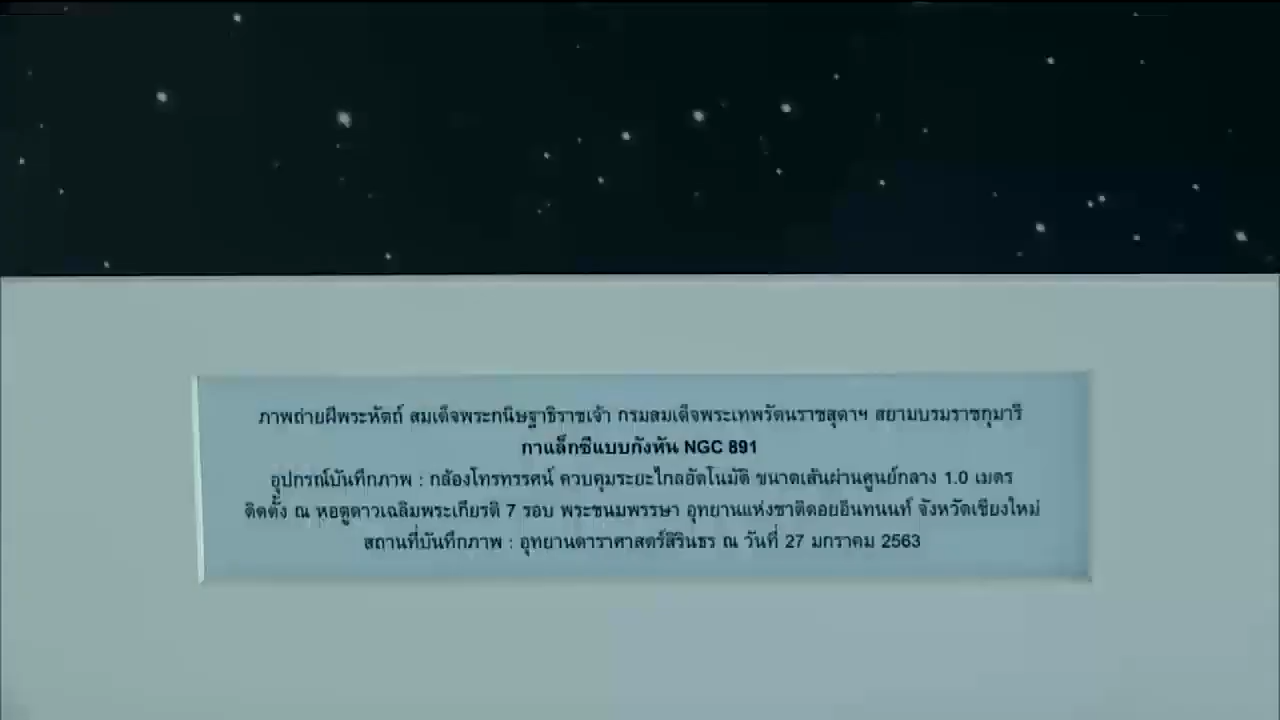 ภาพถ่ายฝีพระหัตถ์ สมเด็จพระกนิษฐาธิราชเจ้า กรมสมเด็จพระเทพรัตนราชสุดาฯ สยามบรมราชกุมารี
กาแล็กซีแบบกังหัน NGC 891
อุปกรณ์บันทึกภาพ : กล้องโทรทรรศน์ ควบคุมระยะไกลอัตโนมัติ ขนาดเส้นผ่านศูนย์กลาง 1.0 เมตร
ติดตั้ง ณ หอดูดาวเฉลิมพระเกียรติ 7 รอบ พระชนมพรรษา อุทยานแห่งชาติดอยอินทนนท์ จังหวัดเชียงใหม่
สถานที่บันทึกภาพ : อุทยานดาราศาสตร์สิรินธร ณ วันที่ 27 มกราคม 2563